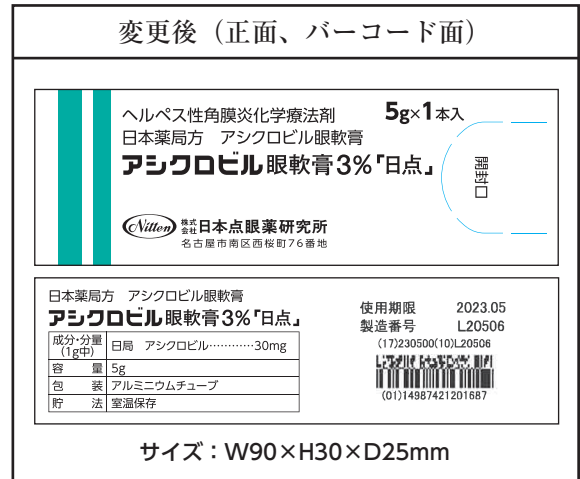 変更後（正面、バーコード面）
ヘルペス性角膜炎化学療法剤
5g×1本入
日本薬局方　アシクロビル眼軟膏
アシクロビル眼軟膏3%「日点」
開封口
Nitten 株式会社日本点眼薬研究所
名古屋市南区西桜町76番地
日本薬局方　アシクロビル眼軟膏
アシクロビル眼軟膏3%「日点」
成分・分量(1g中) 日局　アシクロビル…………30mg
容量 5g
包装 アルミニウムチューブ
貯法 室温保存
使用期限 2023.05
製造番号 L20506
(17)230500(10)L20506
(01)14987421201687
サイズ：W90×H30×D25mm